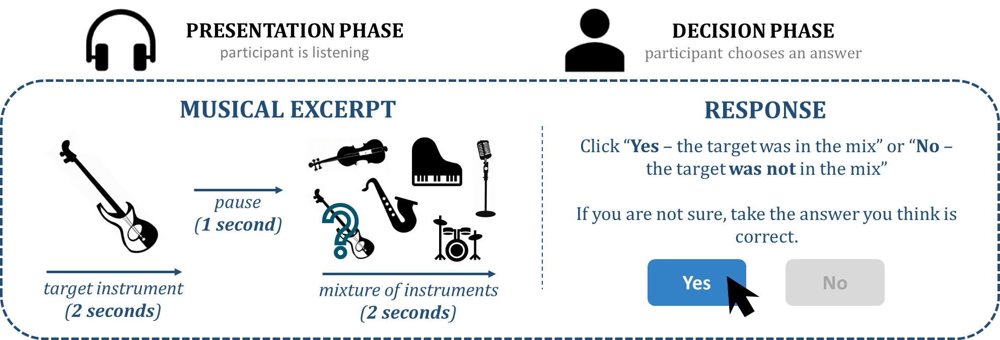 PRESENTATION PHASE
participant is listening
DECISION PHASE
participant chooses an answer
MUSICAL EXCERPT
target instrument
(2 seconds)
pause
(1 second)
mixture of instruments
(2 seconds)
RESPONSE
Click “Yes – the target was in the mix” or “No –
the target was not in the mix”
If you are not sure, take the answer you think is
correct.
Yes
No